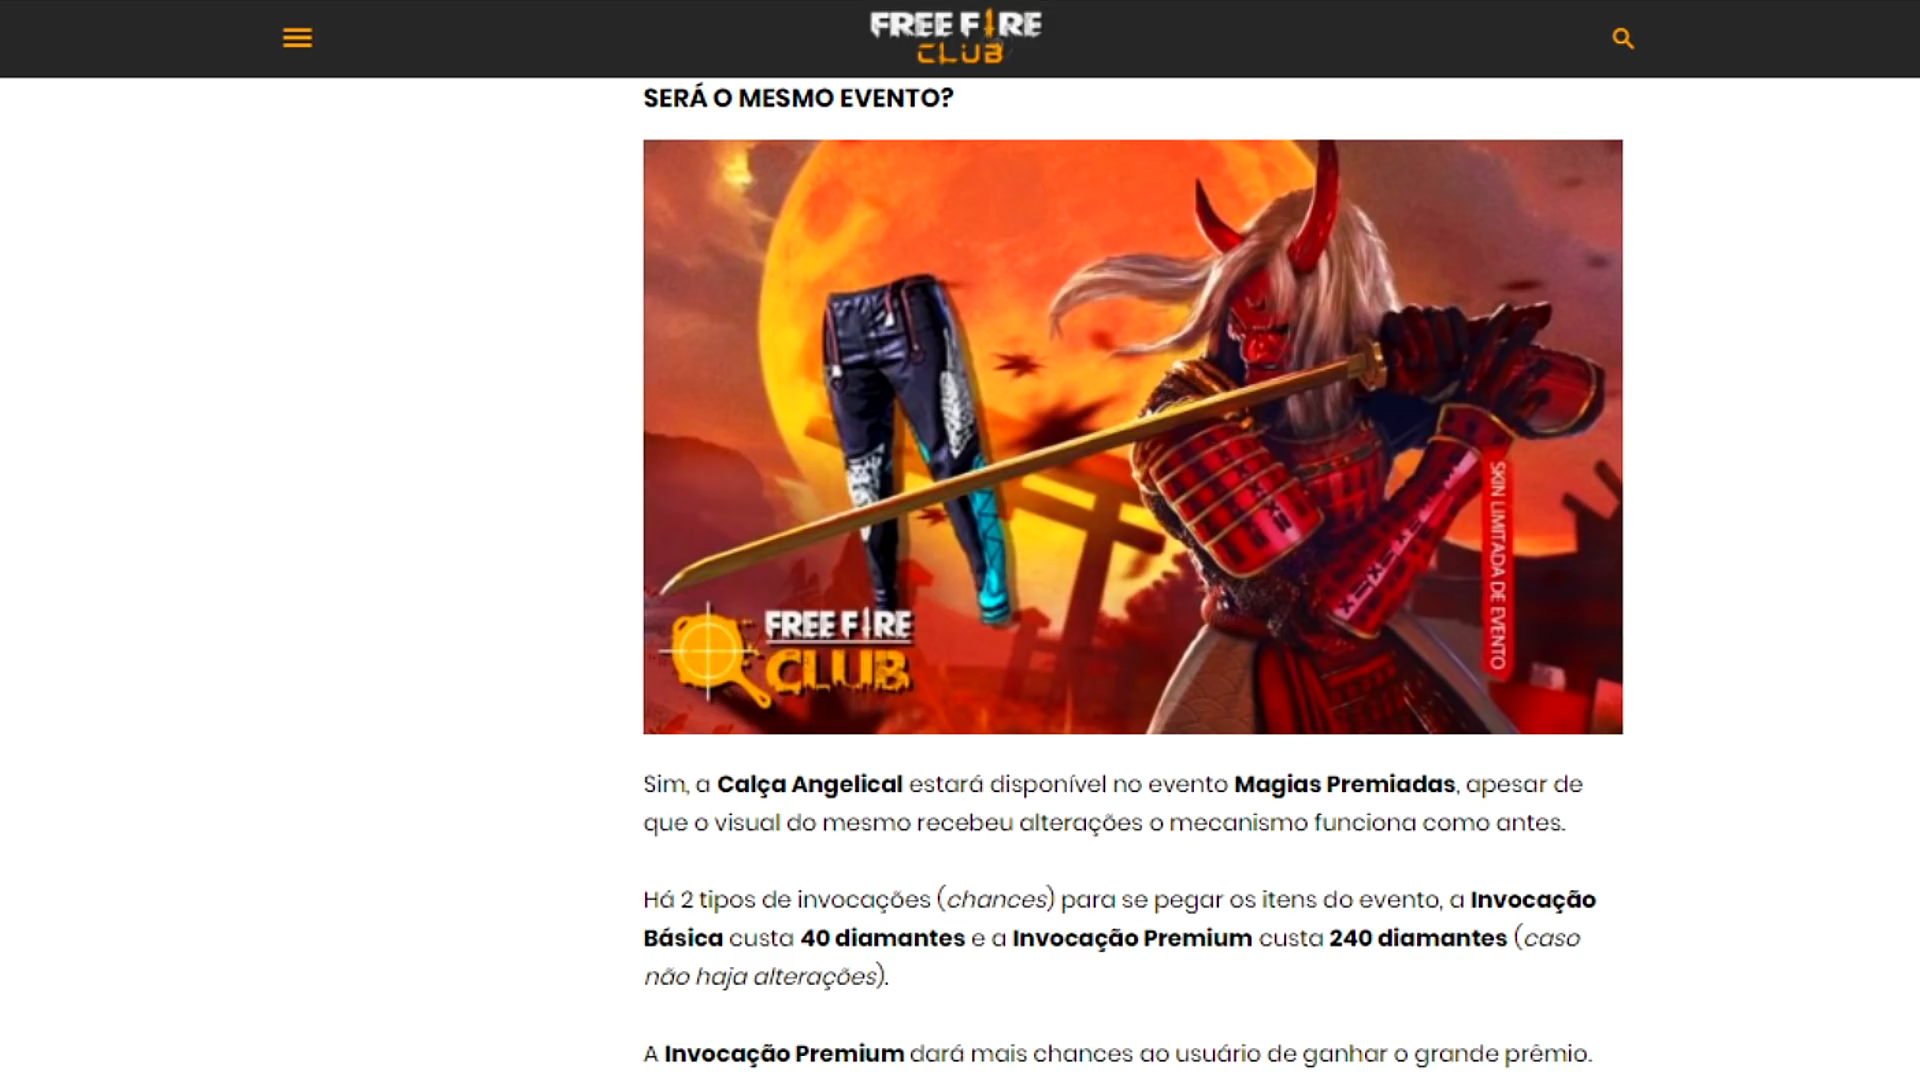 FREE FIRE
CLUB
SERÁ O MESMO EVENTO?
SKIN LIMITADA DE EVENTO
FREE FIRE
CLUB
Sim, a Calça Angelical estará disponível no evento Magias Premiadas, apesar de
que o visual do mesmo recebeu alterações o mecanismo funciona como antes.
Há 2 tipos de invocações (chances) para se pegar os itens do evento, a Invocação
Básica custa 40 diamantes e a Invocação Premium custa 240 diamantes (caso
não haja alterações).
A Invocação Premium dará mais chances ao usuário de ganhar o grande prêmio.